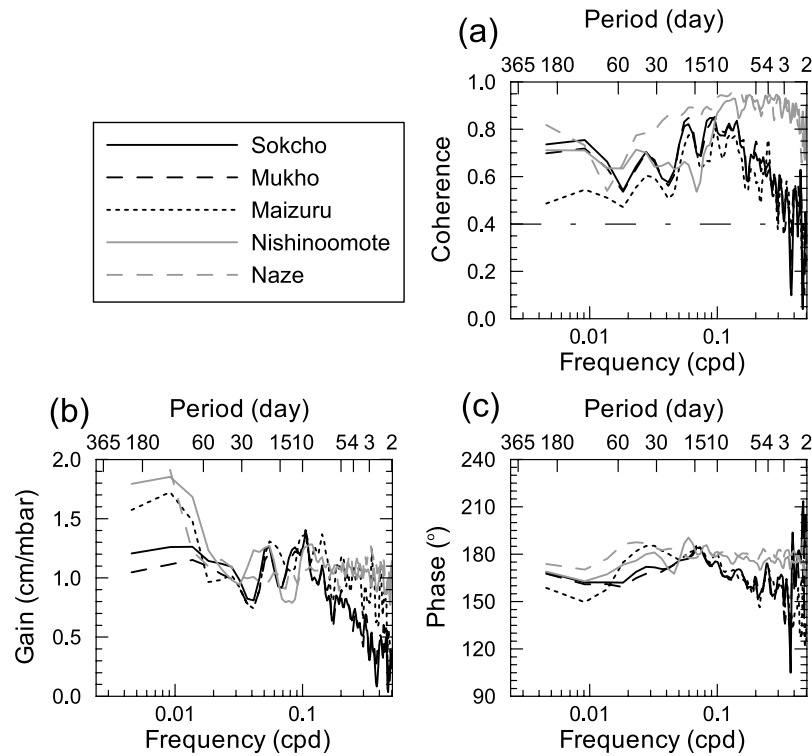 (a)
Period (day)
365 180 60 30 1510 54 3 2
1.0
0.8
0.6
0.4
0.2
0.0
Coherence
0.01 0.1
Frequency (cpd)
Sokcho
Mukho
Maizuru
Nishinoomote
Naze
(b)
Period (day)
365 180 60 30 1510 54 3 2
2.0
1.5
1.0
0.5
0.0
Gain (cm/mbar)
0.01 0.1
Frequency (cpd)
(c)
Period (day)
365 180 60 30 1510 54 3 2
240
210
180
150
120
90
Phase (°)
0.01 0.1
Frequency (cpd)